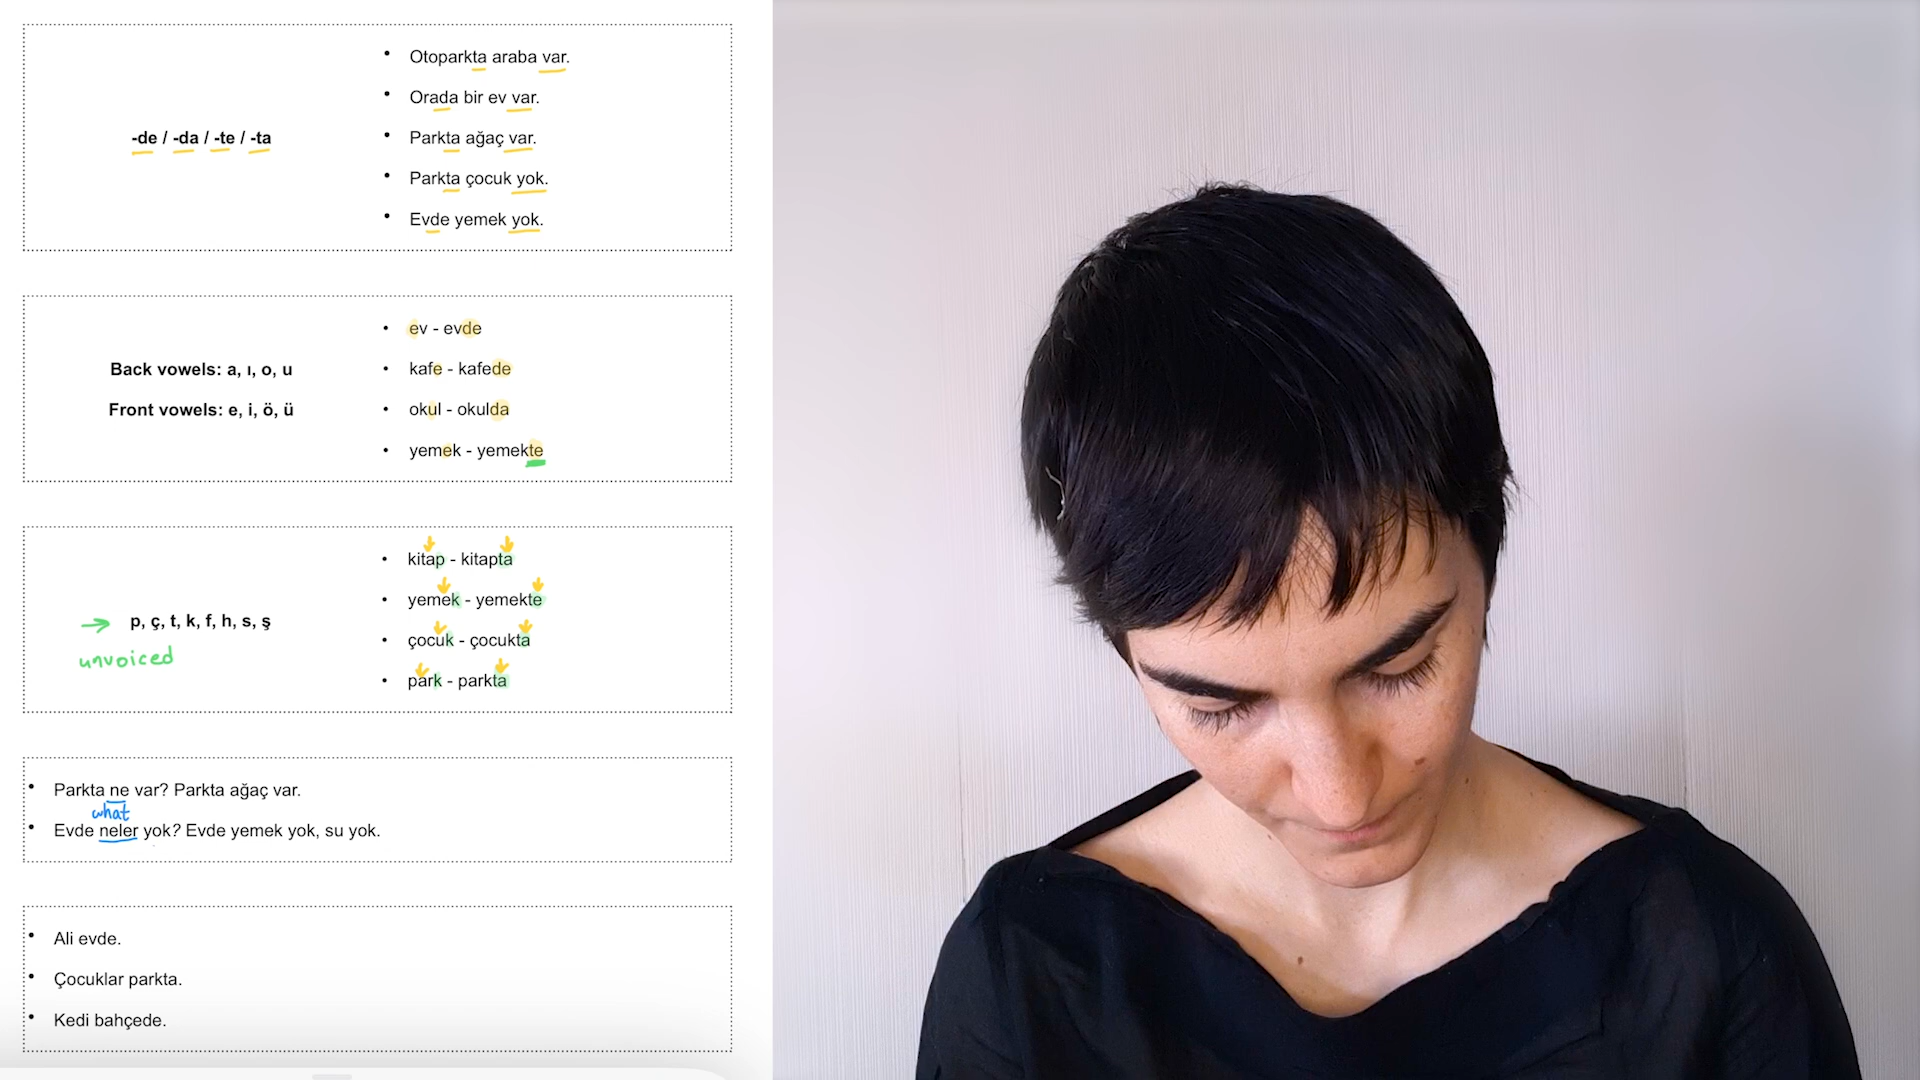 -de / -da / -te / -ta
• Otoparkta araba var.
• Orada bir ev var.
• Parkta ağaç var.
• Parkta çocuk yok.
• Evde yemek yok.
Back vowels: a, ı, o, u
Front vowels: e, i, ö, ü
• ev - evde
• kafe - kafede
• okul - okulda
• yemek - yemekte
→ p, ç, t, k, f, h, s, ş
unvoiced
• kitap - kitapta
• yemek - yemekte
• çocuk - çocukta
• park - parkta
• Parkta ne var? Parkta ağaç var.
what
• Evde neler yok? Evde yemek yok, su yok.
• Ali evde.
• Çocuklar parkta.
• Kedi bahçede.